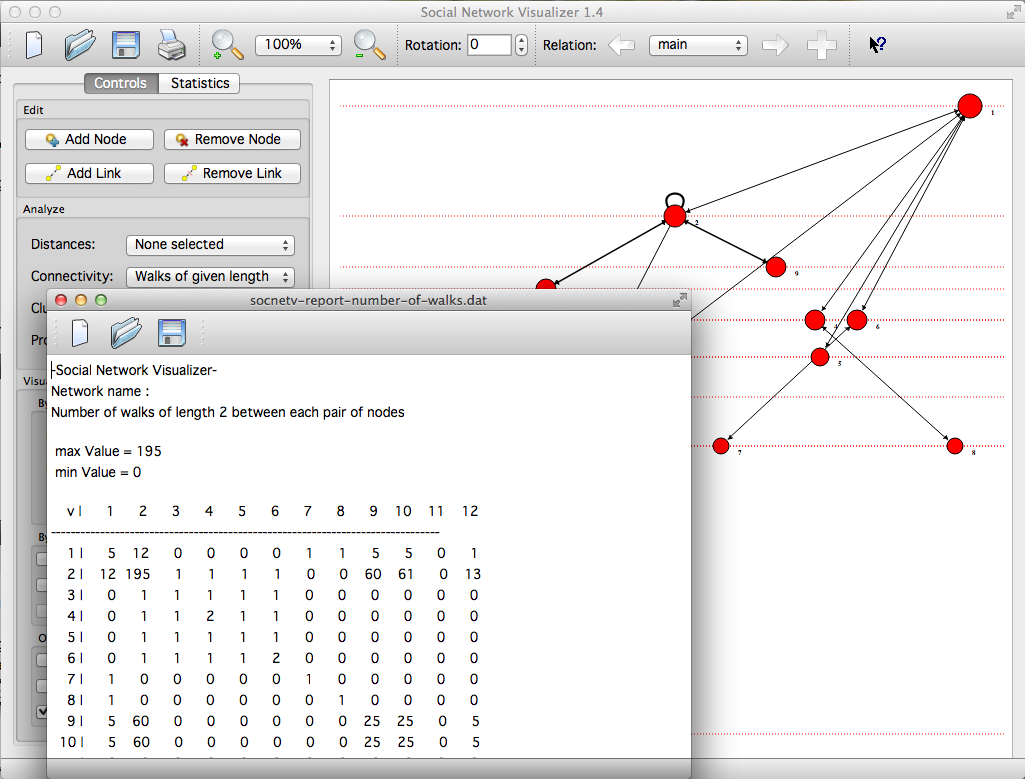 Social Network Visualizer 1.4
100%
Rotation: 0
Relation: main
Controls Statistics
Edit
Add Node Remove Node
Add Link Remove Link
Analyze
Distances: None selected
Connectivity: Walks of given length
1
2
9
4 6
5
7 8
socnetv-report-number-of-walks.dat
-Social Network Visualizer-
Network name :
Number of walks of length 2 between each pair of nodes
max Value = 195
min Value = 0
v | 1 2 3 4 5 6 7 8 9 10 11 12
-------------------------------------------------------------------------------
1 | 5 12 0 0 0 0 1 1 5 5 0 1
2 | 12 195 1 1 1 1 0 0 60 61 0 13
3 | 0 1 1 1 1 1 0 0 0 0 0 0
4 | 0 1 1 2 1 1 0 0 0 0 0 0
5 | 0 1 1 1 1 1 0 0 0 0 0 0
6 | 0 1 1 1 1 2 0 0 0 0 0 0
7 | 1 0 0 0 0 0 1 0 0 0 0 0
8 | 1 0 0 0 0 0 0 1 0 0 0 0
9 | 5 60 0 0 0 0 0 0 25 25 0 5
10 | 5 60 0 0 0 0 0 0 25 25 0 5